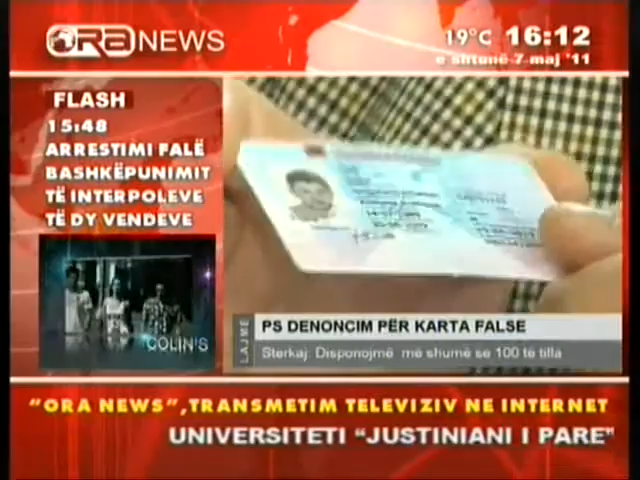 ORA NEWS
19°C 16:12
e shtunë 7 maj '11
FLASH
15:48
ARRESTIMI FALË
BASHKËPUNIMIT
TË INTERPOLEVE
TË DY VENDEVE
COLIN'S
LAJME
PS DENONCIM PËR KARTA FALSE
Sterkaj: Disponojmë më shumë se 100 të tilla
"ORA NEWS", TRANSMETIM TELEVIZIV NE INTERNET
UNIVERSITETI "JUSTINIANI I PARE"